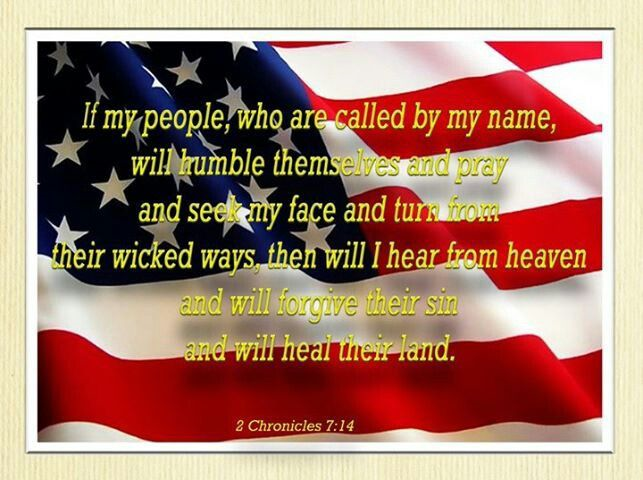 If my people, who are called by my name,
will humble themselves and pray
and seek my face and turn from
their wicked ways, then will I hear from heaven
and will forgive their sin
and will heal their land.
2 Chronicles 7:14